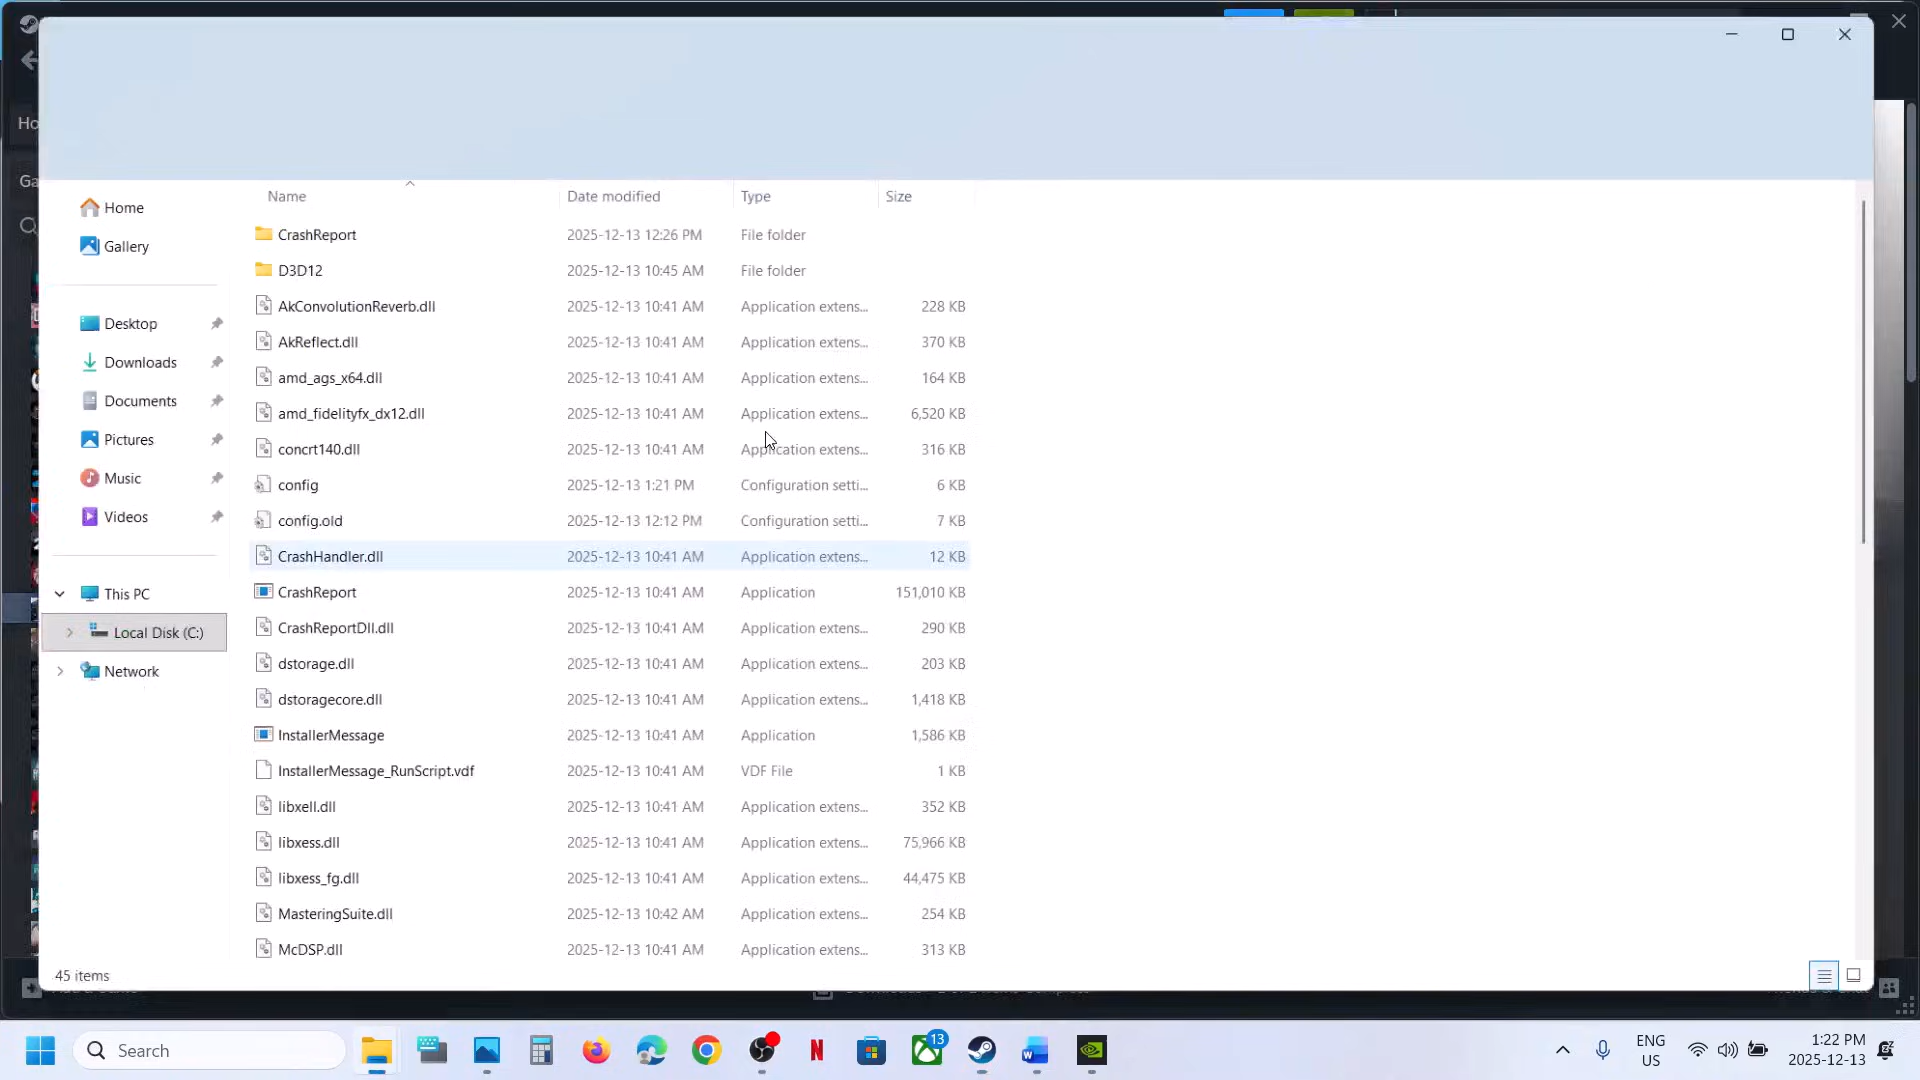 Ho
Ga
Name Date modified Type Size
CrashReport 2025-12-13 12:26 PM File folder
D3D12 2025-12-13 10:45 AM File folder
AkConvolutionReverb.dll 2025-12-13 10:41 AM Application extens... 228 KB
AkReflect.dll 2025-12-13 10:41 AM Application extens... 370 KB
amd_ags_x64.dll 2025-12-13 10:41 AM Application extens... 164 KB
amd_fidelityfx_dx12.dll 2025-12-13 10:41 AM Application extens... 6,520 KB
concrt140.dll 2025-12-13 10:41 AM Application extens... 316 KB
config 2025-12-13 1:21 PM Configuration setti... 6 KB
config.old 2025-12-13 12:12 PM Configuration setti... 7 KB
CrashHandler.dll 2025-12-13 10:41 AM Application extens... 12 KB
CrashReport 2025-12-13 10:41 AM Application 151,010 KB
CrashReportDll.dll 2025-12-13 10:41 AM Application extens... 290 KB
dstorage.dll 2025-12-13 10:41 AM Application extens... 203 KB
dstoragecore.dll 2025-12-13 10:41 AM Application extens... 1,418 KB
InstallerMessage 2025-12-13 10:41 AM Application 1,586 KB
InstallerMessage_RunScript.vdf 2025-12-13 10:41 AM VDF File 1 KB
libxell.dll 2025-12-13 10:41 AM Application extens... 352 KB
libxess.dll 2025-12-13 10:41 AM Application extens... 75,966 KB
libxess_fg.dll 2025-12-13 10:41 AM Application extens... 44,475 KB
MasteringSuite.dll 2025-12-13 10:42 AM Application extens... 254 KB
McDSP.dll 2025-12-13 10:41 AM Application extens... 313 KB
Home
Gallery
Desktop
Downloads
Documents
Pictures
Music
Videos
This PC
Local Disk (C:)
Network
45 items
Search
13
ENG
US
1:22 PM
2025-12-13